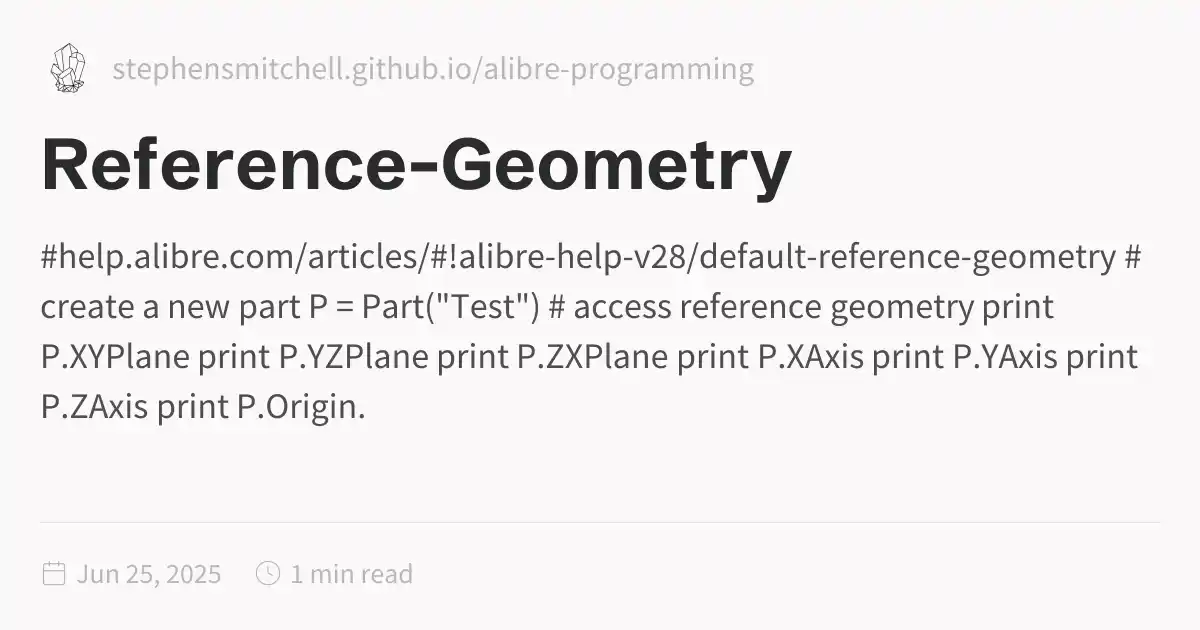 stephensmitchell.github.io/alibre-programming
Reference-Geometry
#help.alibre.com/articles/#!alibre-help-v28/default-reference-geometry #
create a new part P = Part("Test") # access reference geometry print
P.XYPlane print P.YZPlane print P.ZXPlane print P.XAxis print P.YAxis print
P.ZAxis print P.Origin.
Jun 25, 2025 1 min read